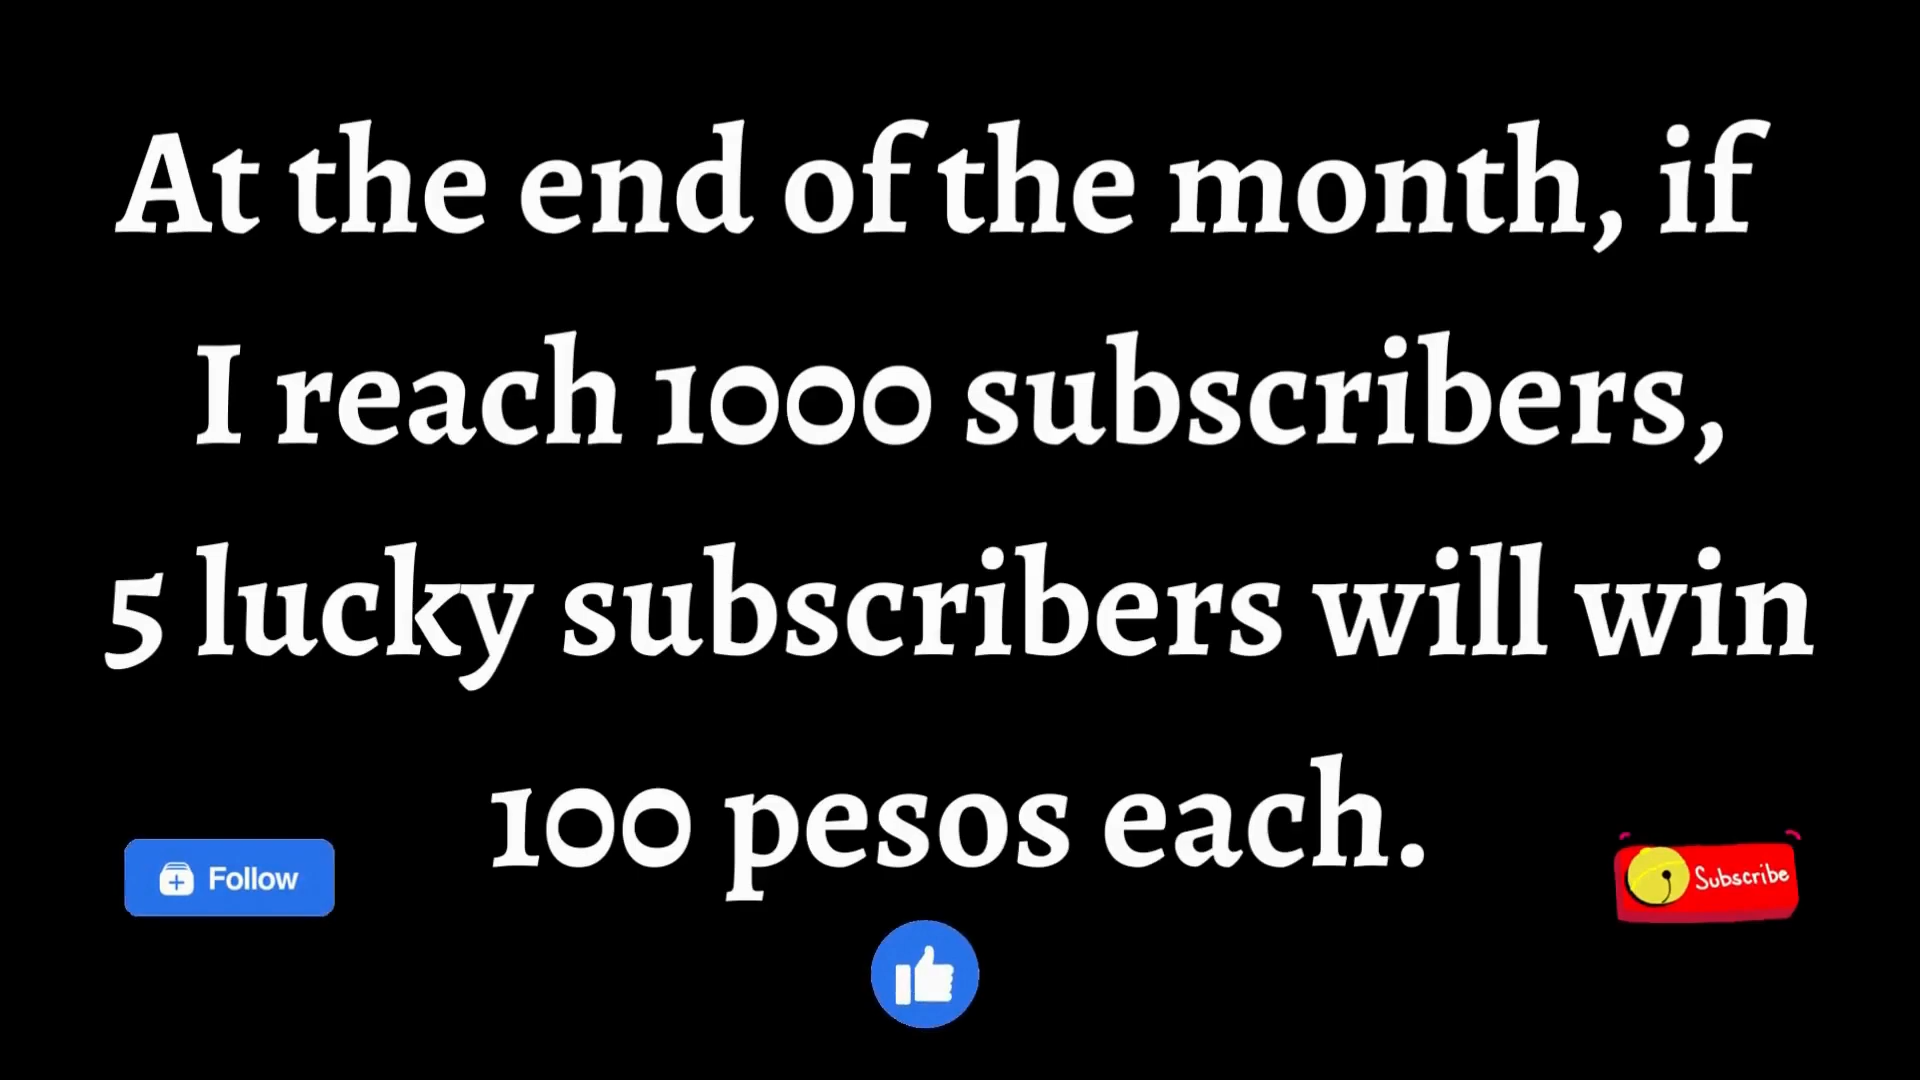 At the end of the month, if
I reach 1000 subscribers,
5 lucky subscribers will win
100 pesos each.
Follow
Subscribe